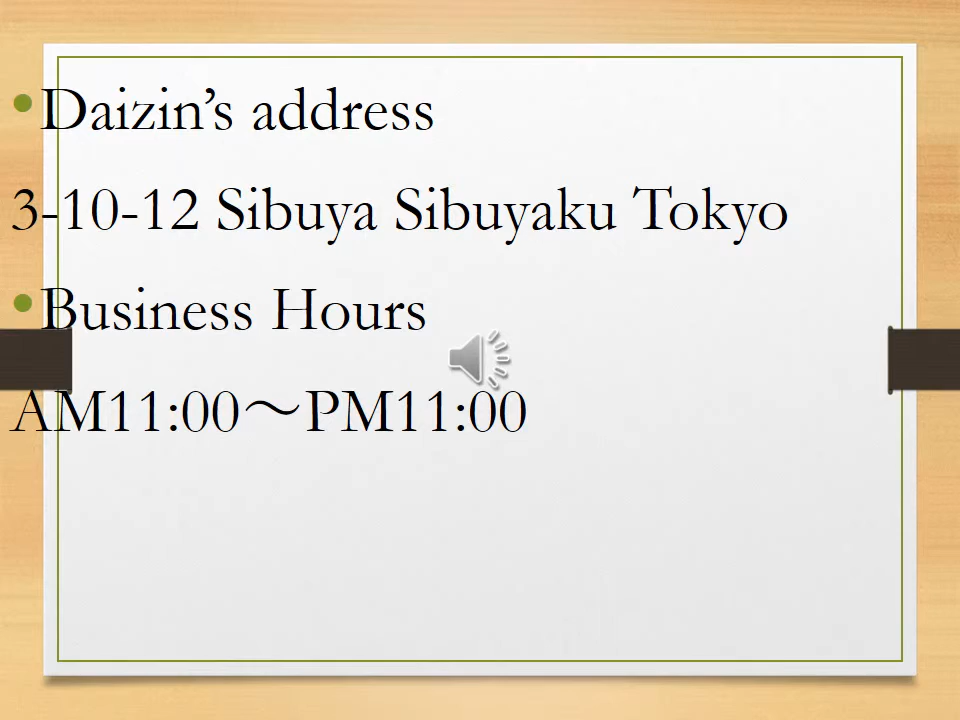 •Daizin’s address
3-10-12 Sibuya Sibuyaku Tokyo
•Business Hours
AM11:00～PM11:00